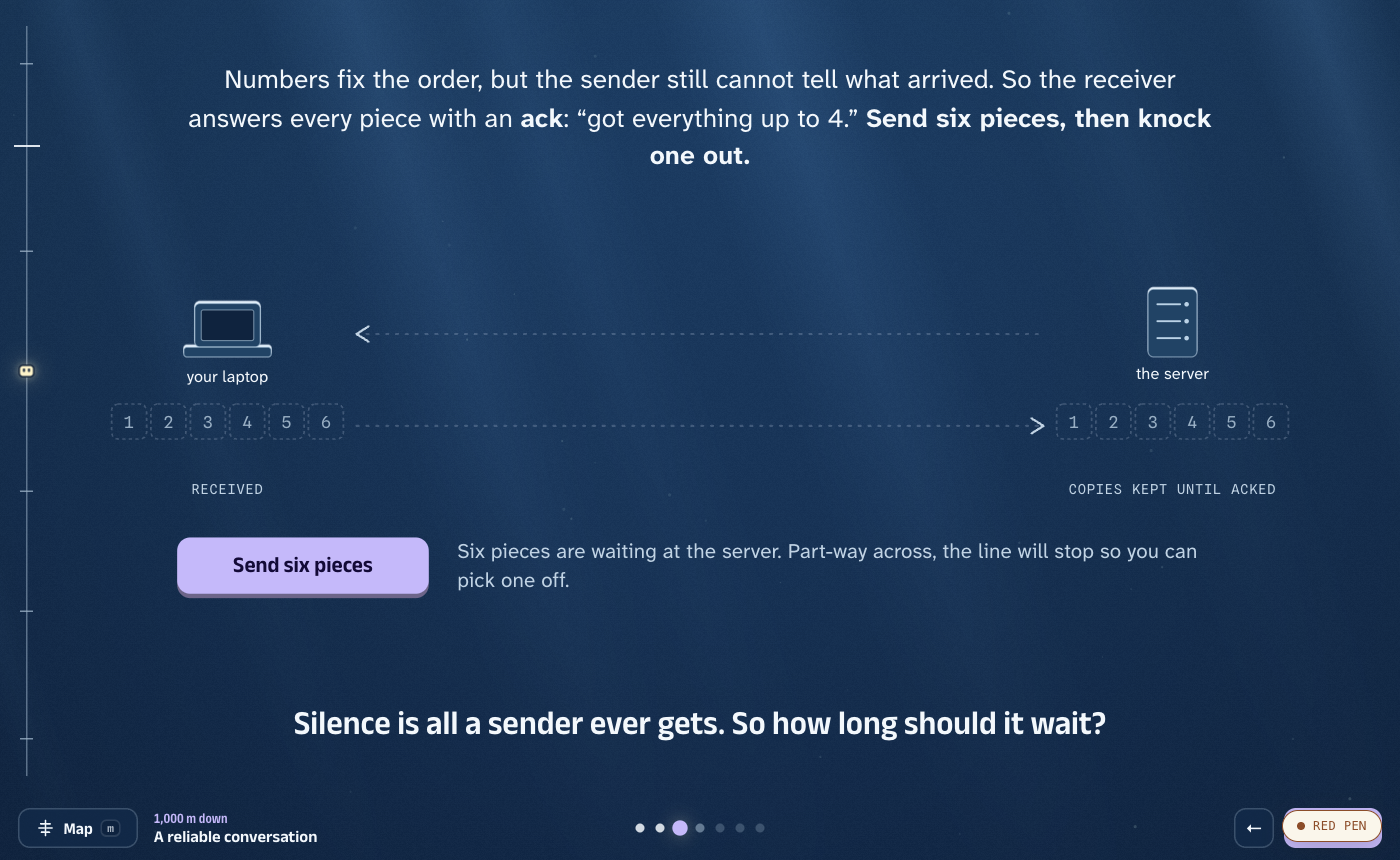 Numbers fix the order, but the sender still cannot tell what arrived. So the receiver
answers every piece with an ack: “got everything up to 4.” Send six pieces, then knock
one out.
your laptop
the server
1 2 3 4 5 6
1 2 3 4 5 6
RECEIVED
COPIES KEPT UNTIL ACKED
Send six pieces
Six pieces are waiting at the server. Part-way across, the line will stop so you can
pick one off.
Silence is all a sender ever gets. So how long should it wait?
Map m
1,000 m down
A reliable conversation
RED PEN